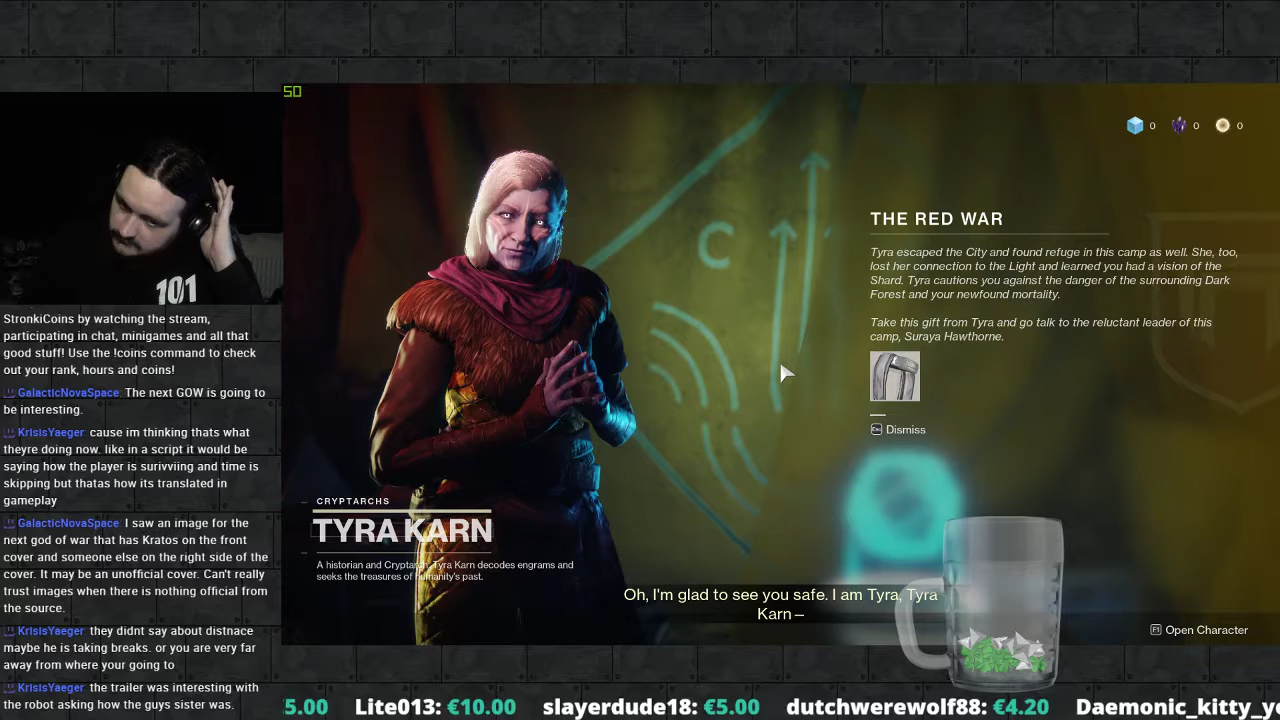 50
0
0
0
101
StronkiCoins by watching the stream,
participating in chat, minigames and all that
good stuff! Use the !coins command to check
out your rank, hours and coins!
GalacticNovaSpace The next GOW is going to
be interesting.
KrisisYaeger cause im thinking thats what
theyre doing now. like in a script it would be
saying how the player is surivviing and time is
skipping but thatas how its translated in
gameplay
GalacticNovaSpace I saw an image for the
next god of war that has Kratos on the front
cover and someone else on the right side of the
cover. It may be an unofficial cover. Can't really
trust images when there is nothing official from
the source.
KrisisYaeger they didnt say about distnace
maybe he is taking breaks. or you are very far
away from where your going to
KrisisYaeger the trailer was interesting with
the robot asking how the guys sister was.
C
THE RED WAR
Tyra escaped the City and found refuge in this camp as well. She, too,
lost her connection to the Light and learned you had a vision of the
Shard. Tyra cautions you against the danger of the surrounding Dark
Forest and your newfound mortality.
Take this gift from Tyra and go talk to the reluctant leader of this
camp, Suraya Hawthorne.
Esc Dismiss
CRYPTARCHS
TYRA KARN
A historian and Cryptarch, Tyra Karn decodes engrams and
seeks the treasures of humanity's past.
Oh, I'm glad to see you safe. I am Tyra, Tyra
Karn –
F1 Open Character
5.00 Lite013: €10.00 slayerdude18: €5.00 dutchwerewolf88: €4.20 Daemonic_kitty_yo